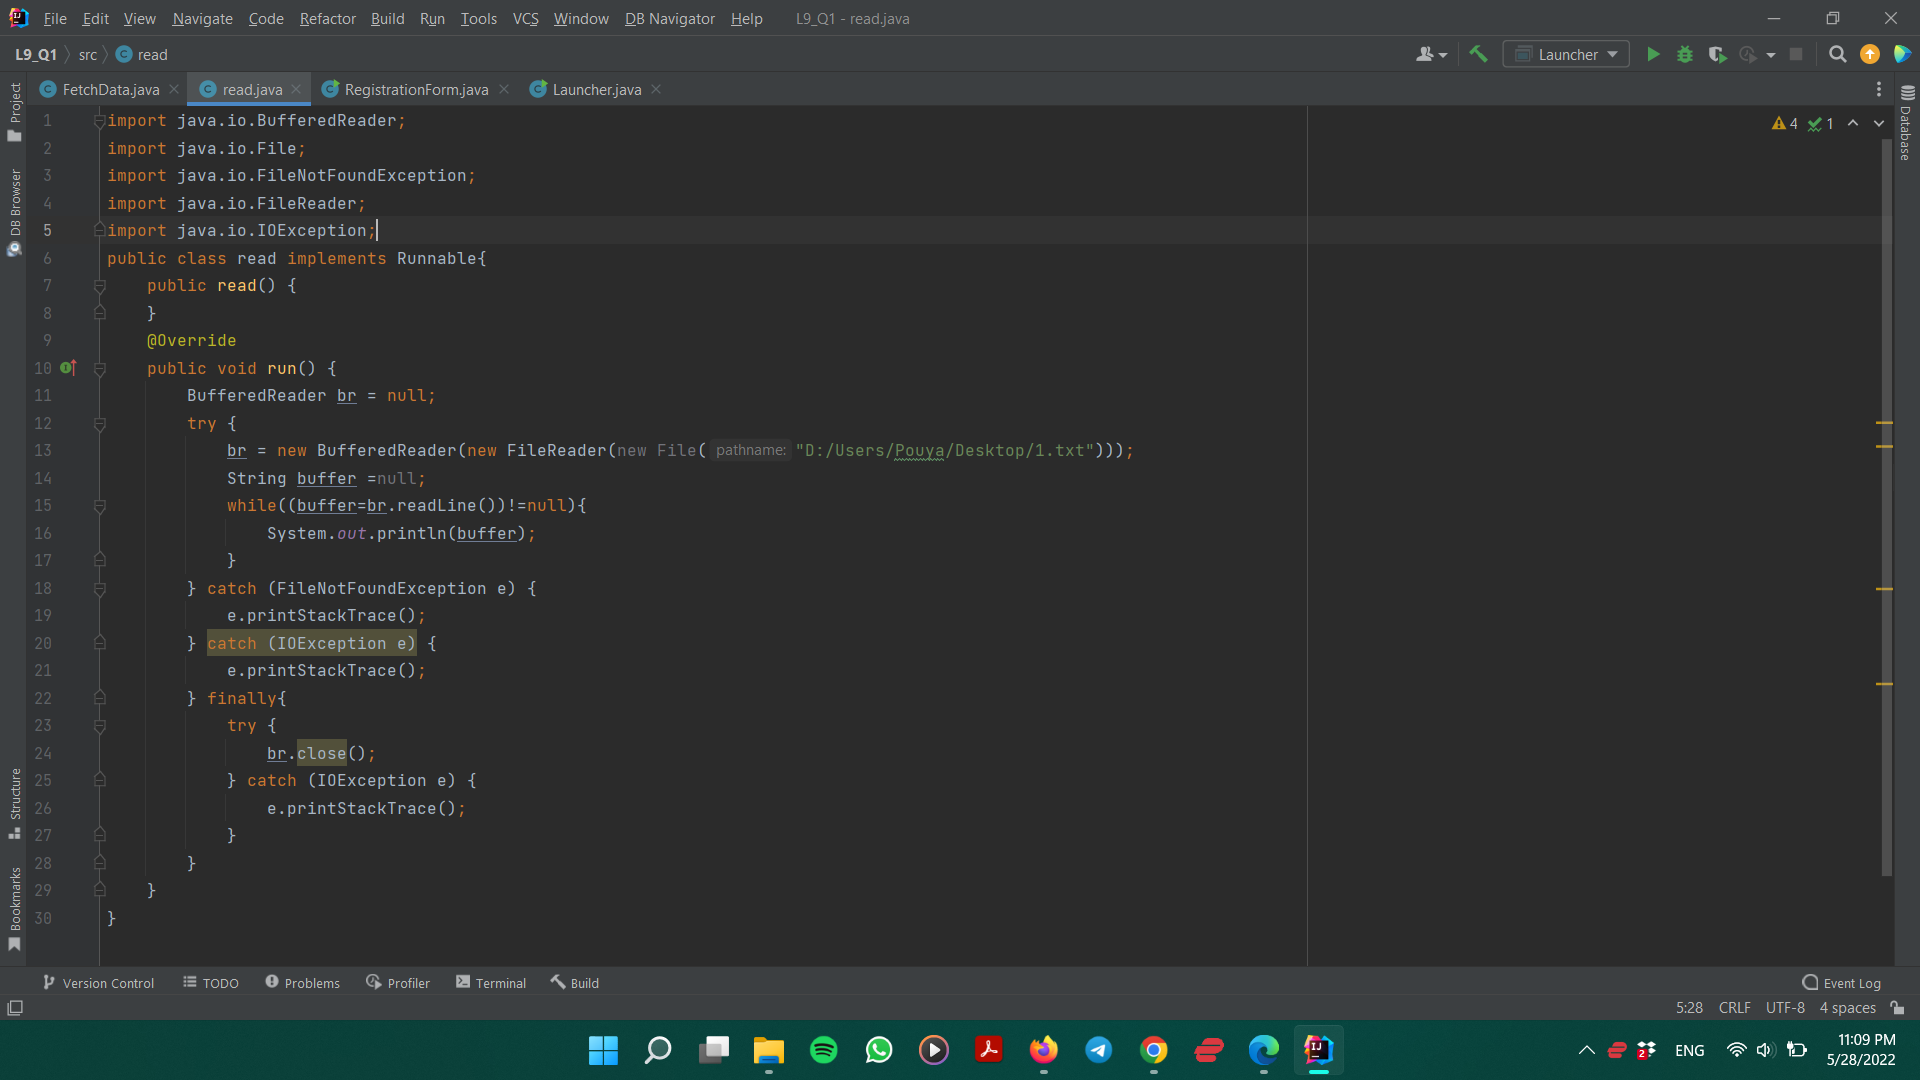 File Edit View Navigate Code Refactor Build Run Tools VCS Window DB Navigator Help L9_Q1 - read.java
L9_Q1 src read Launcher
FetchData.java read.java RegistrationForm.java Launcher.java
Project
DB Browser
Structure
Bookmarks
Database
4 1
1 import java.io.BufferedReader;
2 import java.io.File;
3 import java.io.FileNotFoundException;
4 import java.io.FileReader;
5 import java.io.IOException;
6 public class read implements Runnable{
7 public read() {
8 }
9 @Override
10 public void run() {
11 BufferedReader br = null;
12 try {
13 br = new BufferedReader(new FileReader(new File( pathname: "D:/Users/Pouya/Desktop/1.txt")));
14 String buffer =null;
15 while((buffer=br.readLine())!=null){
16 System.out.println(buffer);
17 }
18 } catch (FileNotFoundException e) {
19 e.printStackTrace();
20 } catch (IOException e) {
21 e.printStackTrace();
22 } finally{
23 try {
24 br.close();
25 } catch (IOException e) {
26 e.printStackTrace();
27 }
28 }
29 }
30 }
Version Control TODO Problems Profiler Terminal Build Event Log
5:28 CRLF UTF-8 4 spaces
IJ
2 ENG 11:09 PM
5/28/2022